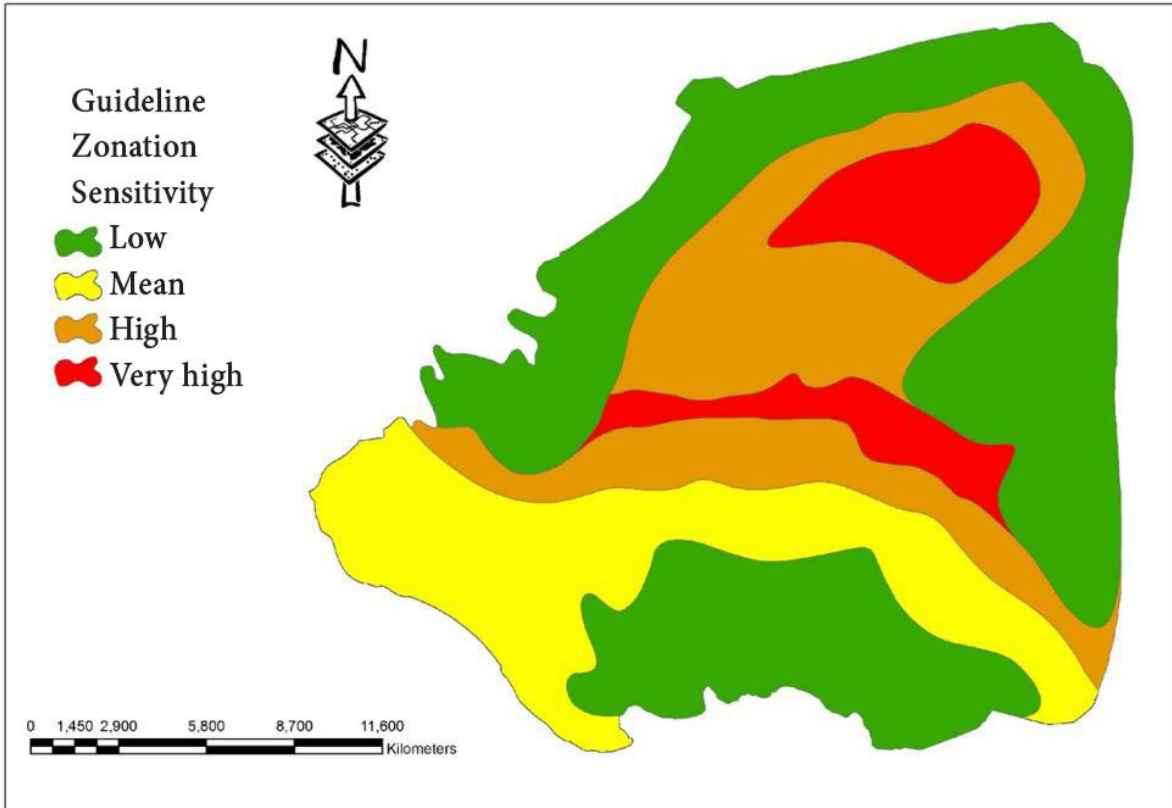 N
Guideline
Zonation
Sensitivity
Low
Mean
High
Very high
0 1,450 2,900 5,800 8,700 11,600
Kilometers